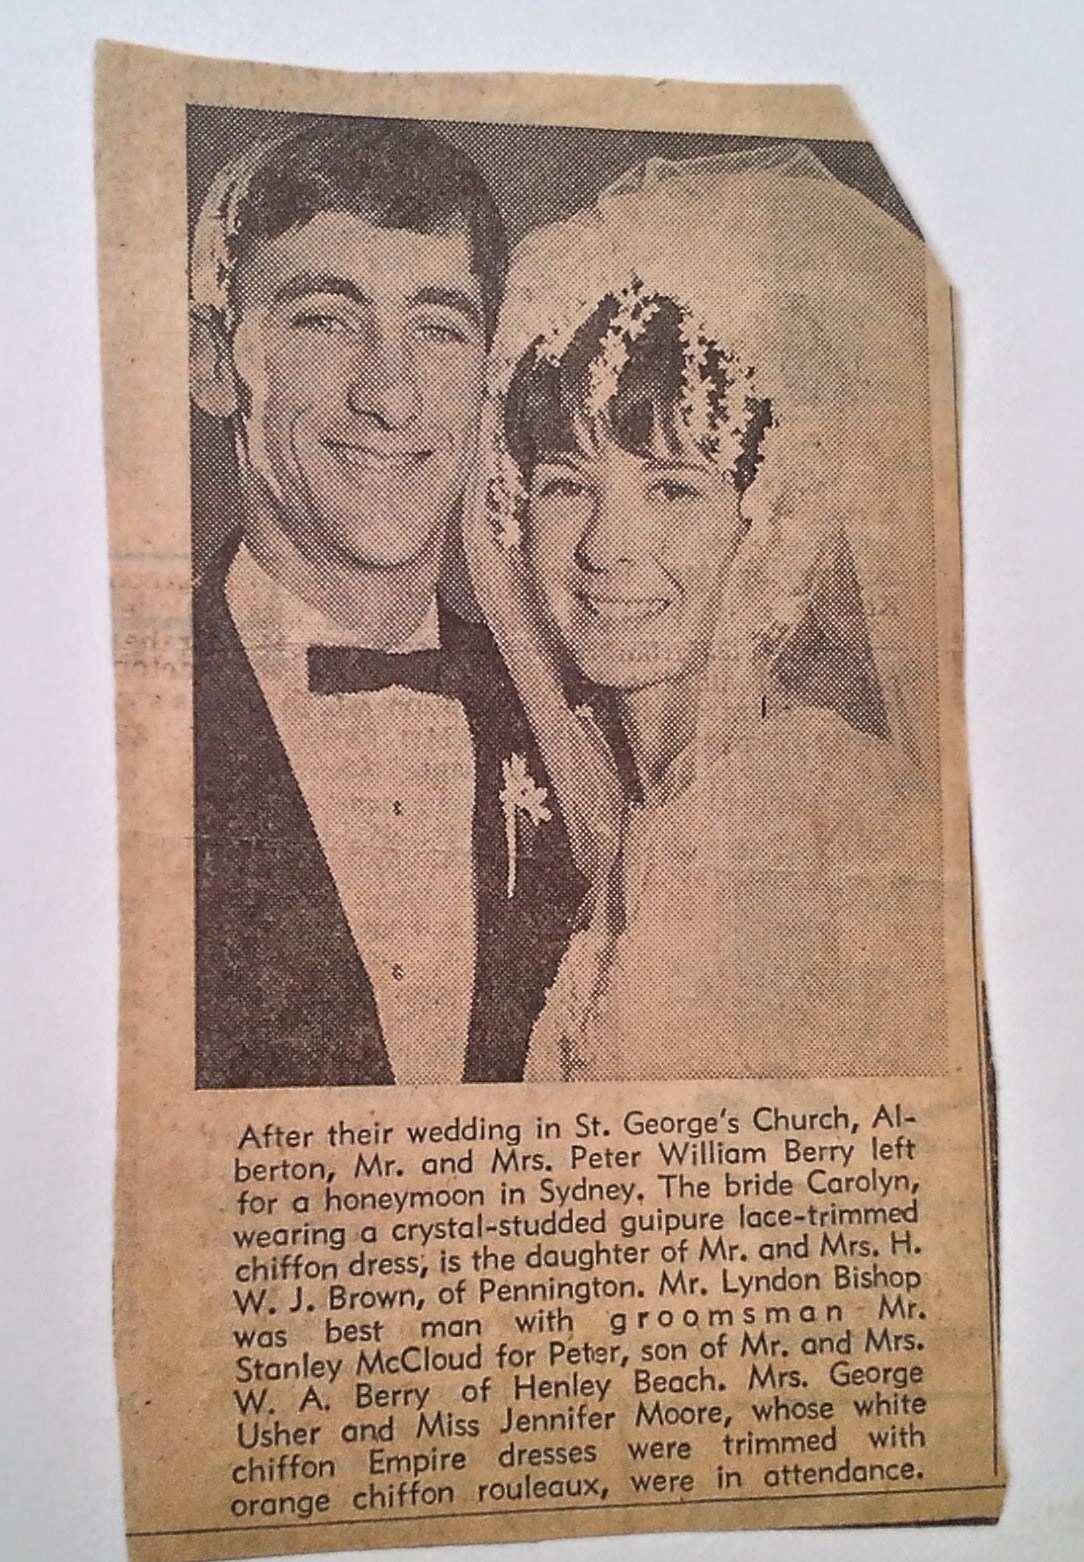 After their wedding in St. George's Church, Al-
berton, Mr. and Mrs. Peter William Berry left
for a honeymoon in Sydney. The bride Carolyn,
wearing a crystal-studded guipure lace-trimmed
chiffon dress, is the daughter of Mr. and Mrs. H.
W. J. Brown, of Pennington. Mr. Lyndon Bishop
was best man with groomsman Mr.
Stanley McCloud for Peter, son of Mr. and Mrs.
W. A. Berry of Henley Beach. Mrs. George
Usher and Miss Jennifer Moore, whose white
chiffon Empire dresses were trimmed with
orange chiffon rouleaux, were in attendance.